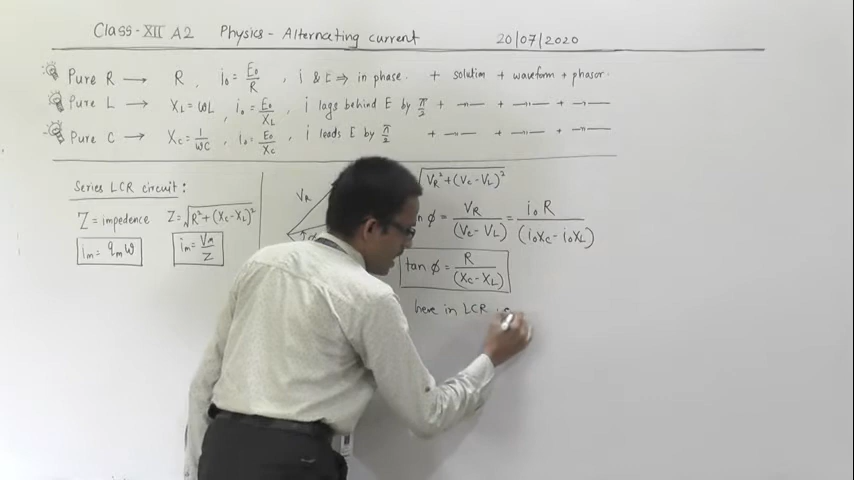 Class-XII A2 Physics - Alternating current 20/07/2020
Pure R → R, i₀ = E₀/R, i & E ⇒ in phase. + solution + waveform + phasor.
Pure L → X_L = ωL, i₀ = E₀/X_L, i lags behind E by π/2 + —„— + —„— + —„—
Pure C → X_C = 1/ωC, i₀ = E₀/X_C, i leads E by π/2 + —„— + —„— + —„—
Series LCR circuit:
Z = impedence Z = √(R² + (X_C - X_L)²)
i_m = q_m ω i_m = V_m/Z
V_R
√(V_R² + (V_C - V_L)²)
ϕ = V_R/(V_C - V_L) = i₀R/(i₀X_C - i₀X_L)
tan ϕ = R/(X_C - X_L)
here in LCR